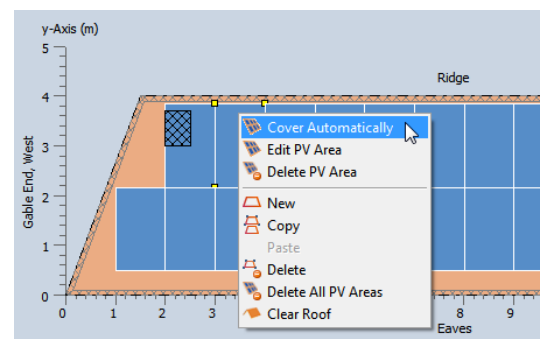 y-Axis (m)
5
Ridge
4
Cover Automatically
Edit PV Area
3
Delete PV Area
Gable End, West
2
New
Copy
1
Paste
Delete
Delete All PV Areas
0
Clear Roof
0 1 2 3 8 9
Eaves